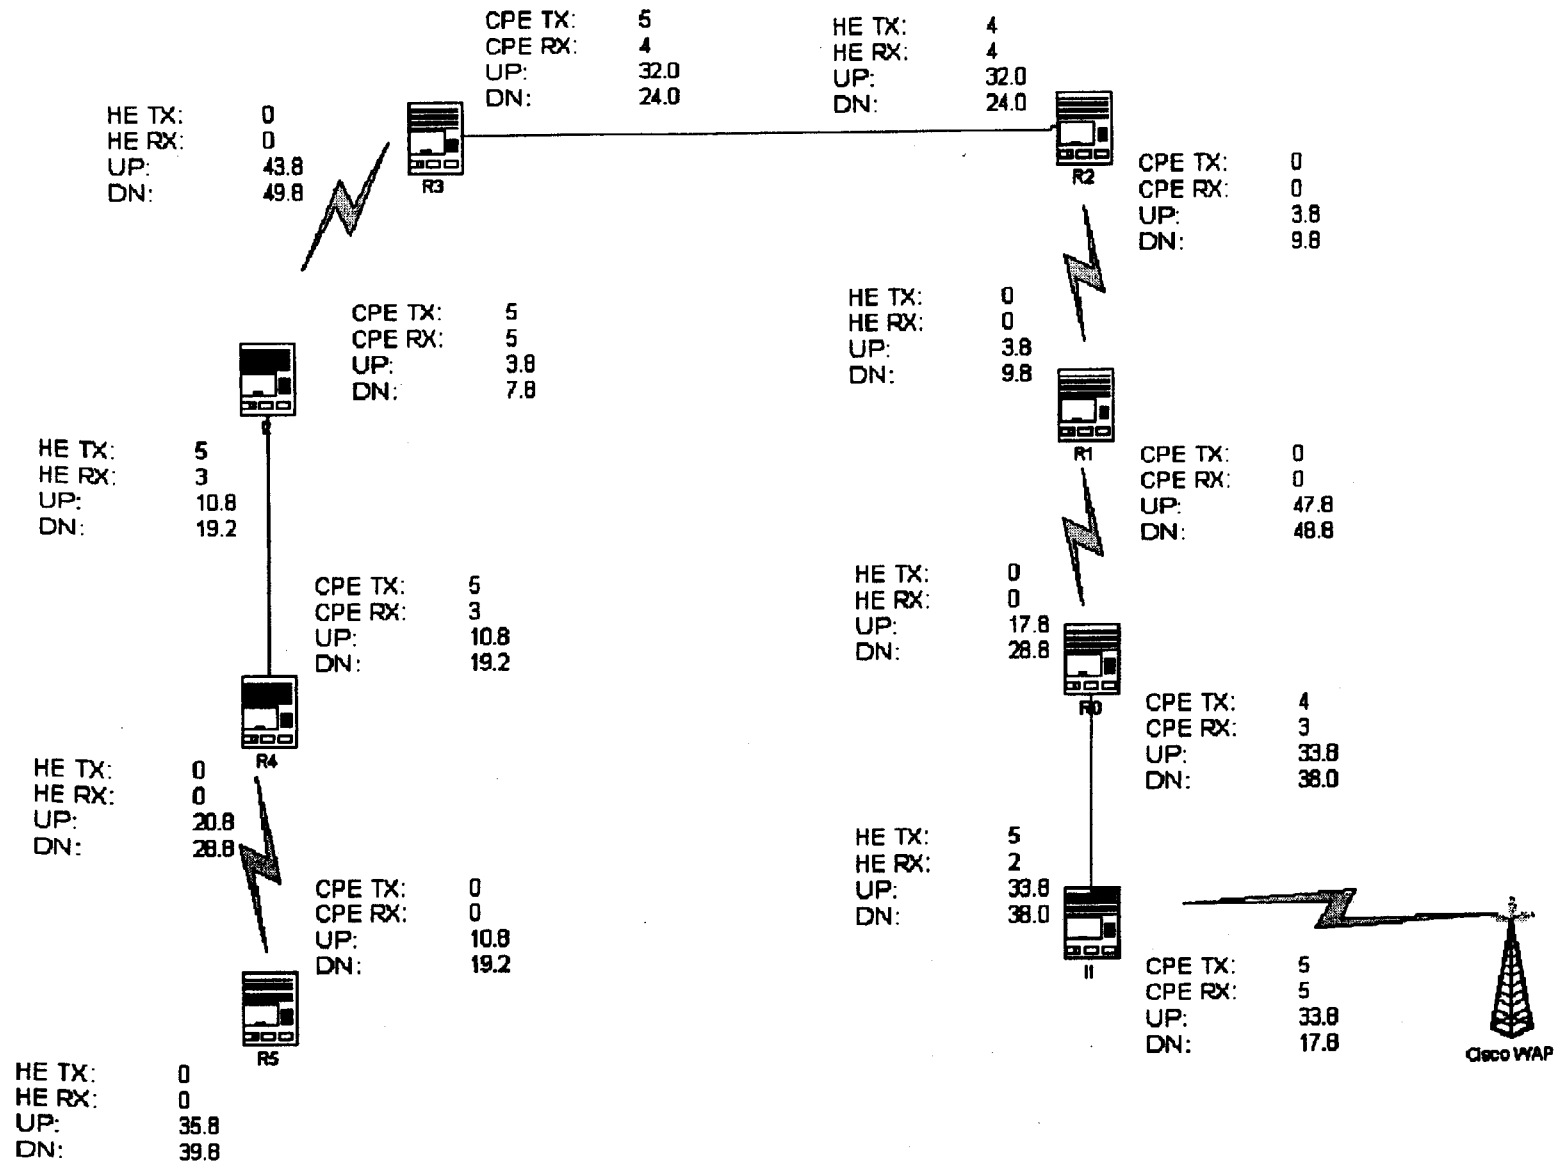 CPE TX: 5
CPE RX: 4
UP: 32.0
DN: 24.0
HE TX: 4
HE RX: 4
UP: 32.0
DN: 24.0
HE TX: 0
HE RX: 0
UP: 43.8
DN: 49.8
R3
R2
CPE TX: 0
CPE RX: 0
UP: 3.8
DN: 9.8
CPE TX: 5
CPE RX: 5
UP: 3.8
DN: 7.8
HE TX: 0
HE RX: 0
UP: 3.8
DN: 9.8
R1
HE TX: 5
HE RX: 3
UP: 10.8
DN: 19.2
CPE TX: 0
CPE RX: 0
UP: 47.8
DN: 48.8
CPE TX: 5
CPE RX: 3
UP: 10.8
DN: 19.2
HE TX: 0
HE RX: 0
UP: 17.8
DN: 28.8
R0
R4
CPE TX: 4
CPE RX: 3
UP: 33.8
DN: 38.0
HE TX: 0
HE RX: 0
UP: 20.8
DN: 28.8
HE TX: 5
HE RX: 2
UP: 33.8
DN: 38.0
CPE TX: 0
CPE RX: 0
UP: 10.8
DN: 19.2
I1
CPE TX: 5
CPE RX: 5
UP: 33.8
DN: 17.8
Cisco WAP
R5
HE TX: 0
HE RX: 0
UP: 35.8
DN: 39.8